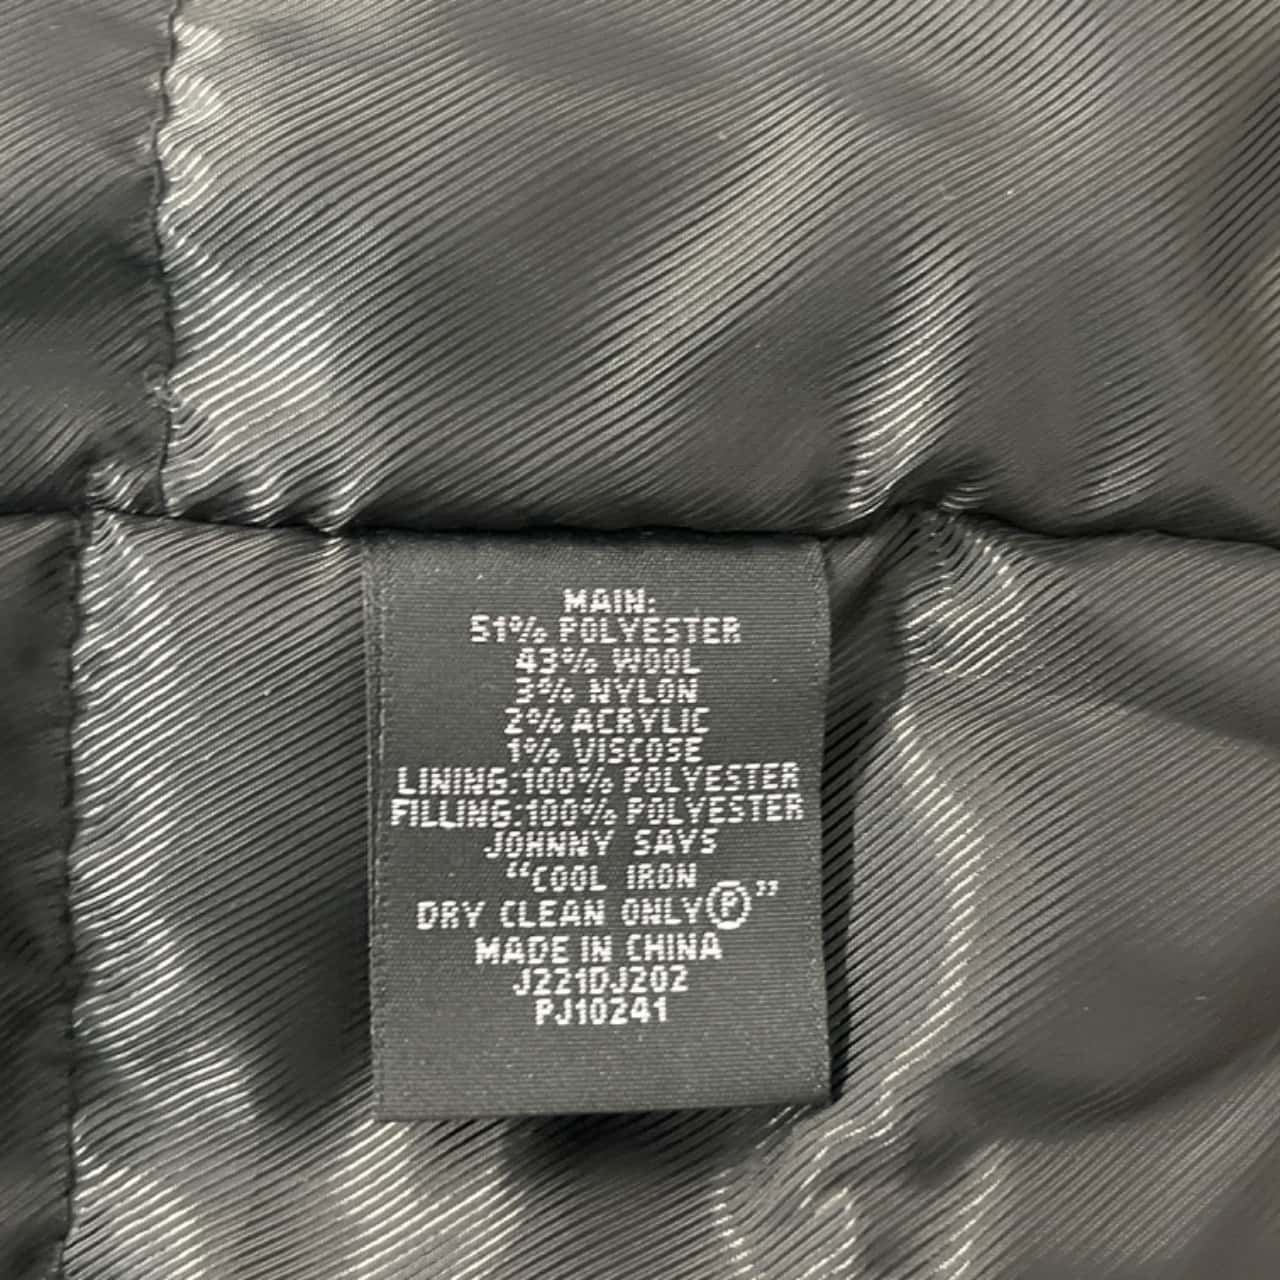 MAIN:
51% POLYESTER
43% WOOL
3% NYLON
2% ACRYLIC
1% VISCOSE
LINING:100% POLYESTER
FILLING:100% POLYESTER
JOHNNY SAYS
“COOL IRON
DRY CLEAN ONLYⓅ”
MADE IN CHINA
J221DJ202
PJ10241